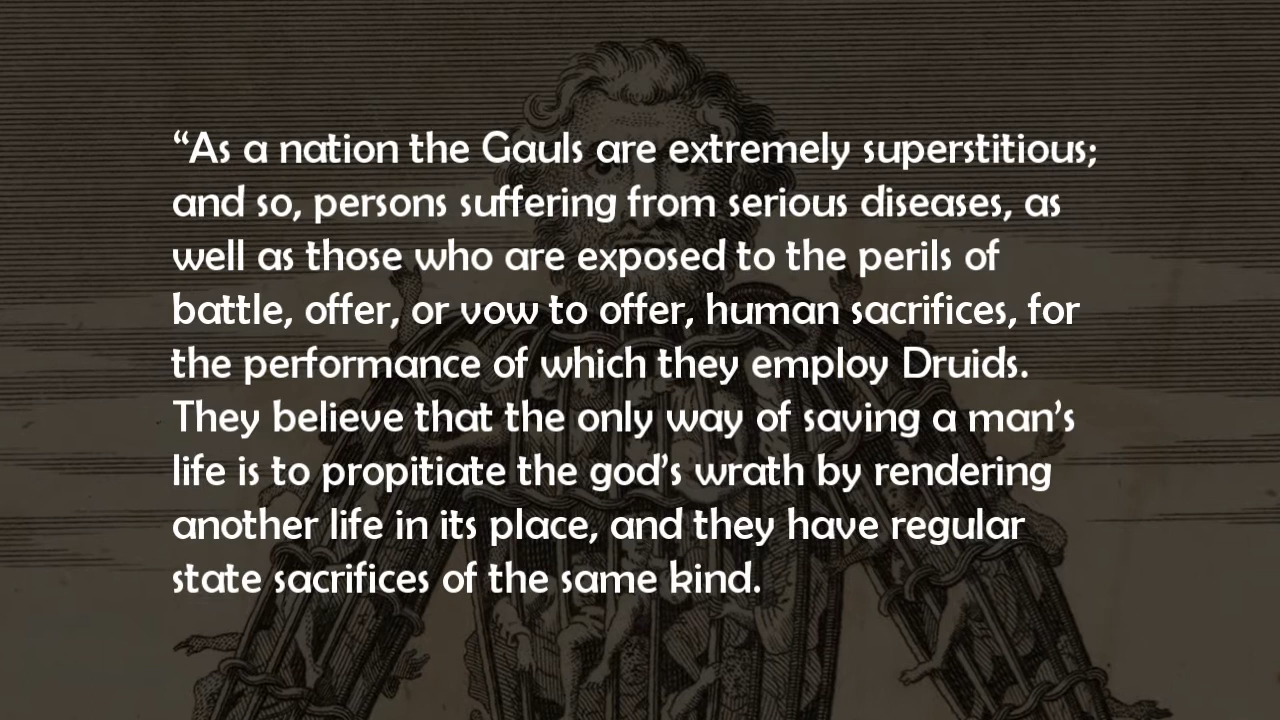 “As a nation the Gauls are extremely superstitious;
and so, persons suffering from serious diseases, as
well as those who are exposed to the perils of
battle, offer, or vow to offer, human sacrifices, for
the performance of which they employ Druids.
They believe that the only way of saving a man’s
life is to propitiate the god’s wrath by rendering
another life in its place, and they have regular
state sacrifices of the same kind.